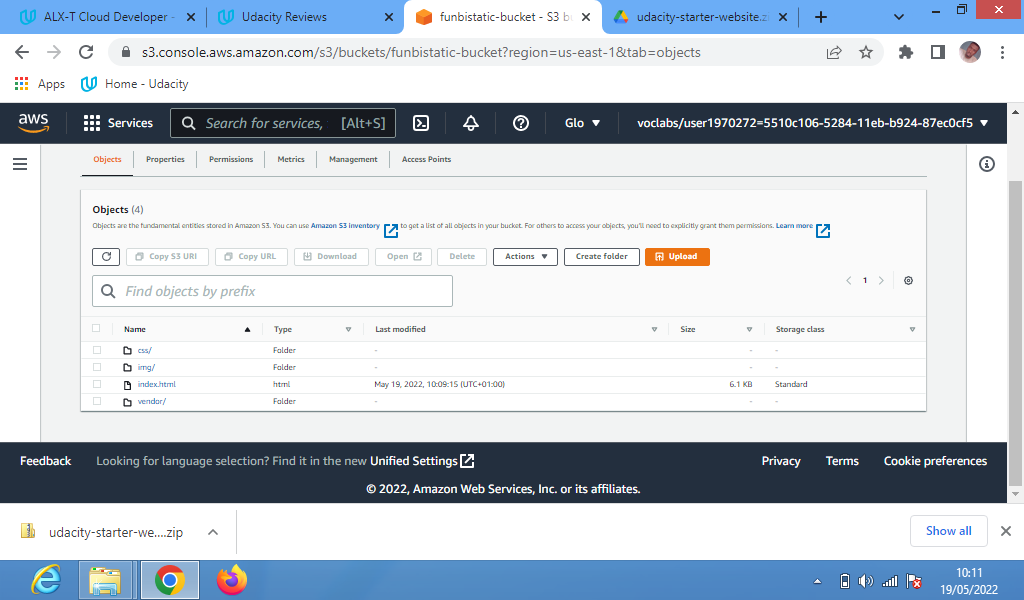 ALX-T Cloud Developer -
Udacity Reviews
funbistatic-bucket - S3 b
udacity-starter-website.z
s3.console.aws.amazon.com/s3/buckets/funbistatic-bucket?region=us-east-1&tab=objects
Apps
Home - Udacity
aws
Services
Search for services,
[Alt+S]
Glo
voclabs/user1970272=5510c106-5284-11eb-b924-87ec0cf5
Objects
Properties
Permissions
Metrics
Management
Access Points
Objects (4)
Objects are the fundamental entities stored in Amazon S3. You can use Amazon S3 inventory to get a list of all objects in your bucket. For others to access your objects, you'll need to explicitly grant them permissions. Learn more
Copy S3 URI
Copy URL
Download
Open
Delete
Actions
Create folder
Upload
Find objects by prefix
1
Name Type Last modified Size Storage class
css/ Folder - - -
img/ Folder - - -
index.html html May 19, 2022, 10:09:15 (UTC+01:00) 6.1 KB Standard
vendor/ Folder - - -
Feedback
Looking for language selection? Find it in the new Unified Settings
Privacy
Terms
Cookie preferences
© 2022, Amazon Web Services, Inc. or its affiliates.
udacity-starter-we....zip
Show all
10:11
19/05/2022